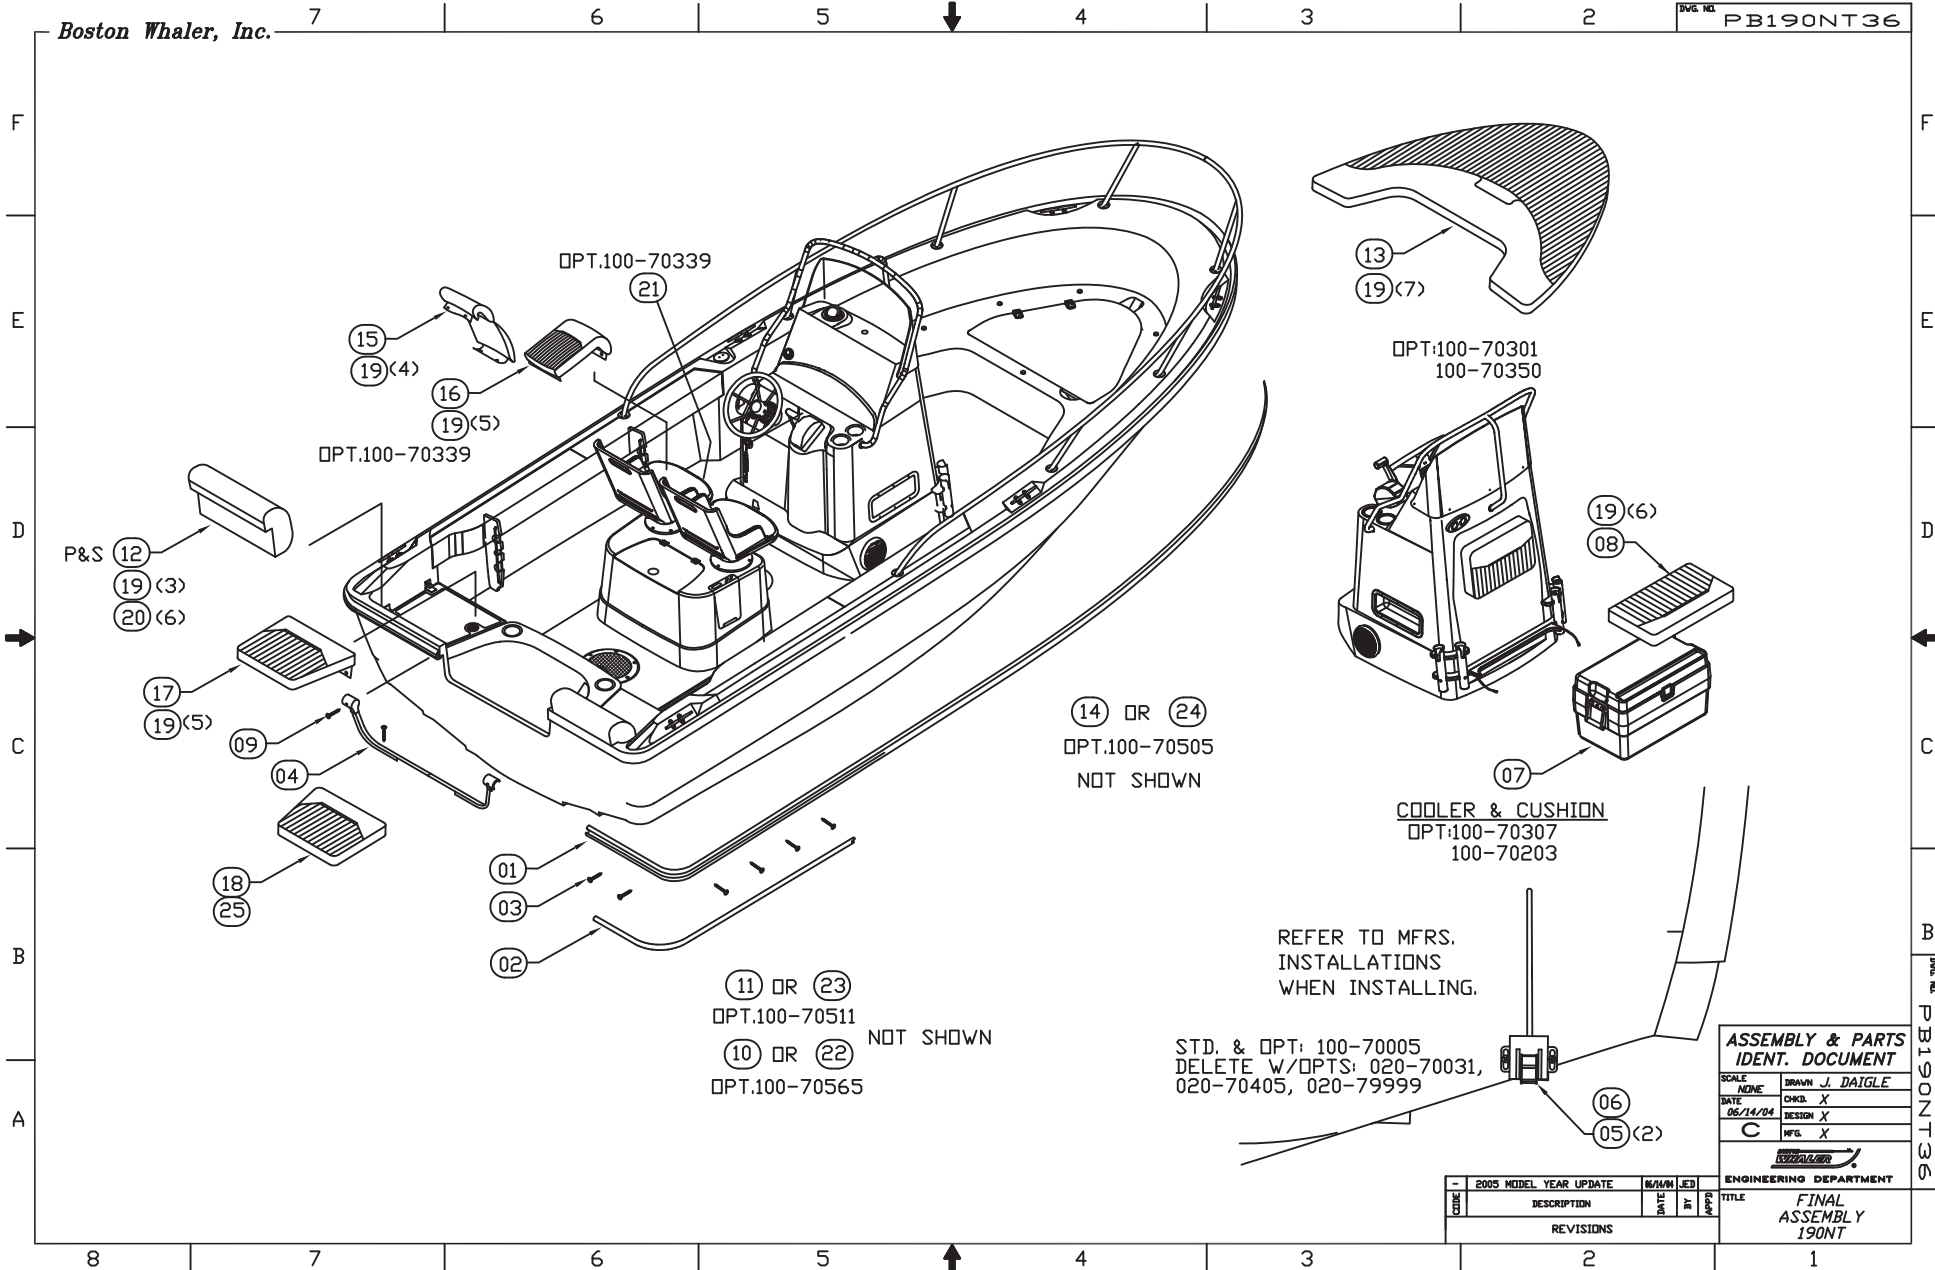 7 6 5 4 3 2
Boston Whaler, Inc.
DWG. NO. PB190NT36
F
F
OPT.100-70339
21
13
19 (7)
E
E
15
19 (4)
16
19 (5)
OPT.100-70339
OPT:100-70301
100-70350
D
D
P&S 12
19 (3)
20 (6)
19 (6)
08
17
19 (5)
09
04
14 OR 24
OPT.100-70505
NOT SHOWN
C
C
07
COOLER & CUSHION
OPT:100-70307
100-70203
18
25
01
03
02
B
B
11 OR 23
OPT.100-70511
NOT SHOWN
10 OR 22
OPT.100-70565
REFER TO MFRS.
INSTALLATIONS
WHEN INSTALLING.
STD. & OPT: 100-70005
DELETE W/OPTS: 020-70031,
020-70405, 020-79999
06
05 (2)
A
DWG. NO. PB190NT36
ASSEMBLY & PARTS
IDENT. DOCUMENT
SCALE NONE
DRAWN J. DAIGLE
DATE 06/14/04
CHKD. X
DESIGN X
C
MFG. X
BOSTON WHALER
ENGINEERING DEPARTMENT
TITLE FINAL
ASSEMBLY
190NT
- 2005 MODEL YEAR UPDATE 06/14/04 JED
CODE DESCRIPTION DATE BY APP'D
REVISIONS
8 7 6 5 4 3 2 1